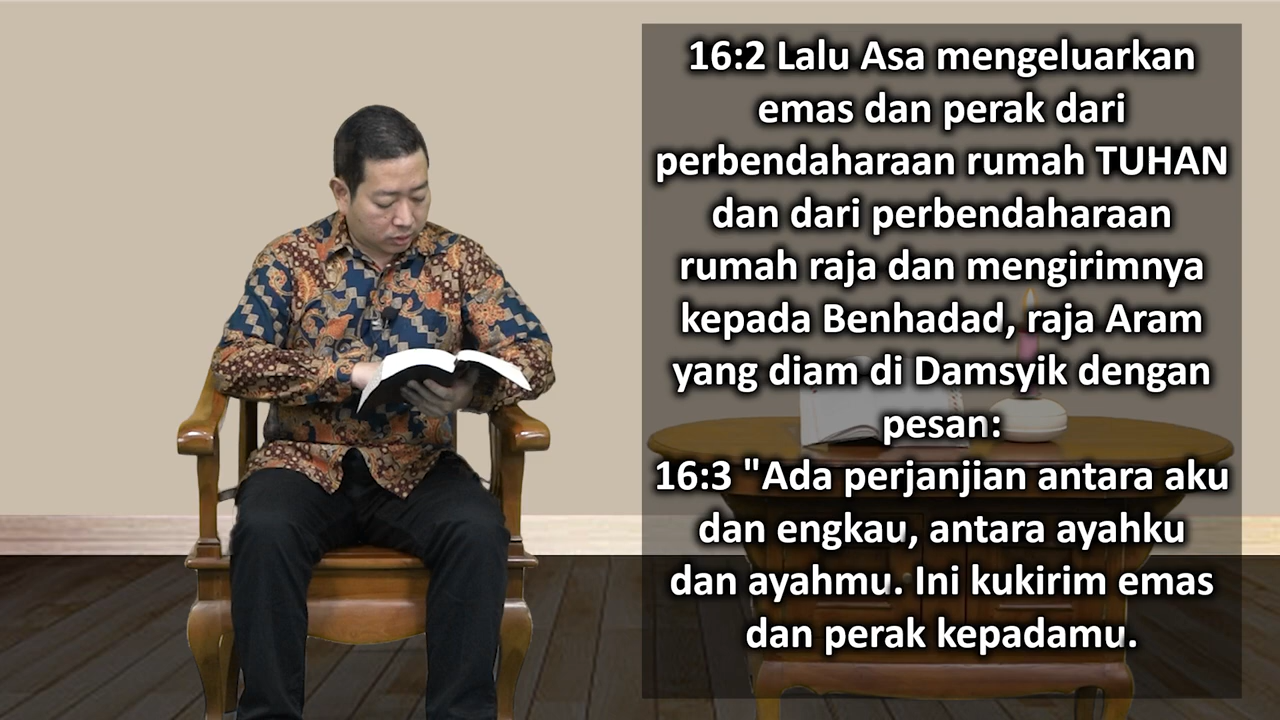 16:2 Lalu Asa mengeluarkan
emas dan perak dari
perbendaharaan rumah TUHAN
dan dari perbendaharaan
rumah raja dan mengirimnya
kepada Benhadad, raja Aram
yang diam di Damsyik dengan
pesan:
16:3 "Ada perjanjian antara aku
dan engkau, antara ayahku
dan ayahmu. Ini kukirim emas
dan perak kepadamu.